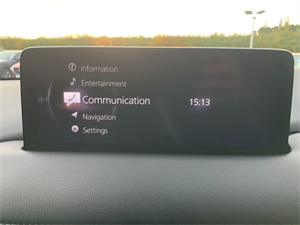 Information
Entertainment
Communication 15:13
Navigation
Settings